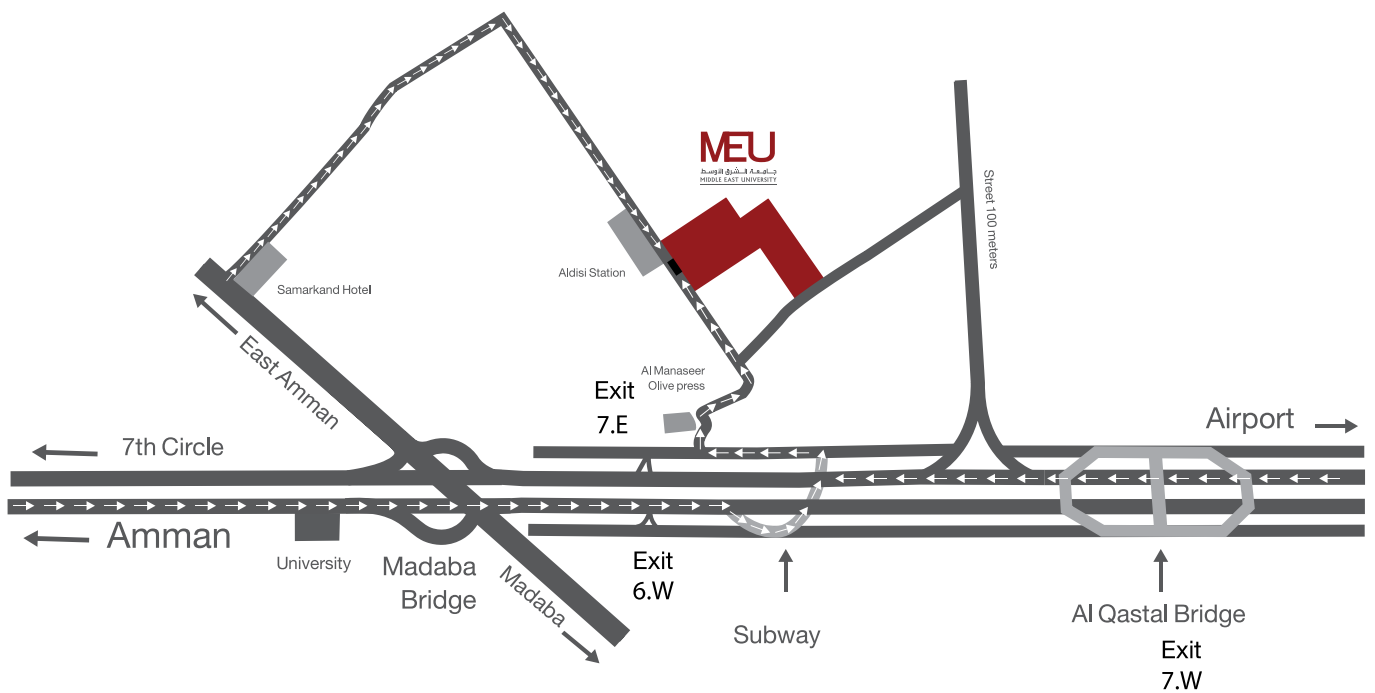 MEU
جامعة الشرق الأوسط
MIDDLE EAST UNIVERSITY
Street 100 meters
Aldisi Station
Samarkand Hotel
East Amman
Al Manaseer
Olive press
Exit
7.E
Airport
7th Circle
Amman
University
Madaba
Bridge
Madaba
Exit
6.W
Subway
Al Qastal Bridge
Exit
7.W